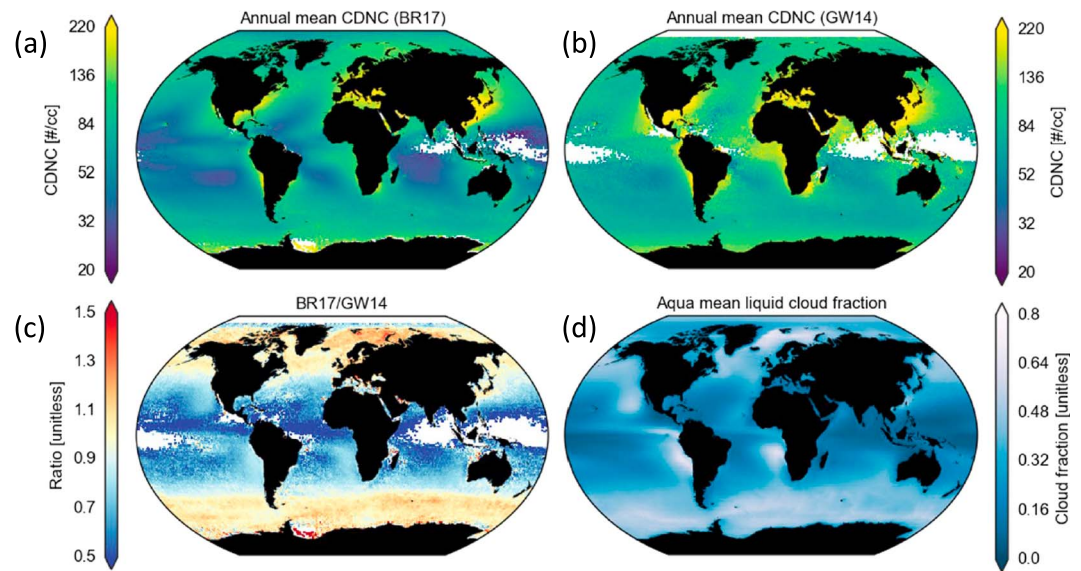 Annual mean CDNC (BR17)
(a)
220
136
84
52
32
20
CDNC [#/cc]
Annual mean CDNC (GW14)
(b)
220
136
84
52
32
20
CDNC [#/cc]
BR17/GW14
(c)
1.5
1.3
1.1
0.9
0.7
0.5
Ratio [unitless]
Aqua mean liquid cloud fraction
(d)
0.8
0.64
0.48
0.32
0.16
0.0
Cloud fraction [unitless]